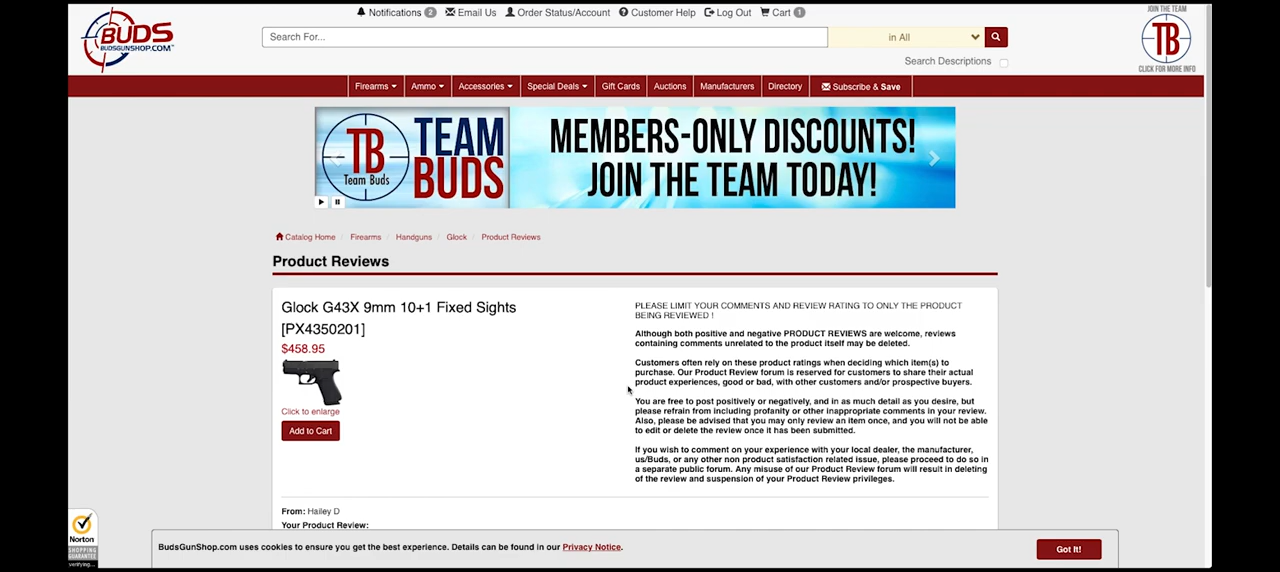 Notifications 2 Email Us Order Status/Account Customer Help Log Out Cart 1
JOIN THE TEAM
BUDS
BUDSGUNSHOP.COM
Search For...
in All
TB
CLICK FOR MORE INFO
Search Descriptions
Firearms Ammo Accessories Special Deals Gift Cards Auctions Manufacturers Directory Subscribe & Save
TB
Team Buds
TEAM
BUDS
MEMBERS-ONLY DISCOUNTS!
JOIN THE TEAM TODAY!
Catalog Home / Firearms / Handguns / Glock / Product Reviews
Product Reviews
Glock G43X 9mm 10+1 Fixed Sights
[PX4350201]
$458.95
Click to enlarge
Add to Cart
PLEASE LIMIT YOUR COMMENTS AND REVIEW RATING TO ONLY THE PRODUCT
BEING REVIEWED !
Although both positive and negative PRODUCT REVIEWS are welcome, reviews
containing comments unrelated to the product itself may be deleted.
Customers often rely on these product ratings when deciding which item(s) to
purchase. Our Product Review forum is reserved for customers to share their actual
product experiences, good or bad, with other customers and/or prospective buyers.
You are free to post positively or negatively, and in as much detail as you desire, but
please refrain from including profanity or other inappropriate comments in your review.
Also, please be advised that you may only review an item once, and you will not be able
to edit or delete the review once it has been submitted.
If you wish to comment on your experience with your local dealer, the manufacturer,
us/Buds, or any other non product satisfaction related issue, please proceed to do so in
a separate public forum. Any misuse of our Product Review forum will result in deleting
of the review and suspension of your Product Review privileges.
From: Hailey D
Your Product Review:
Norton
SHOPPING
GUARANTEE
verifying...
BudsGunShop.com uses cookies to ensure you get the best experience. Details can be found in our Privacy Notice.
Got It!